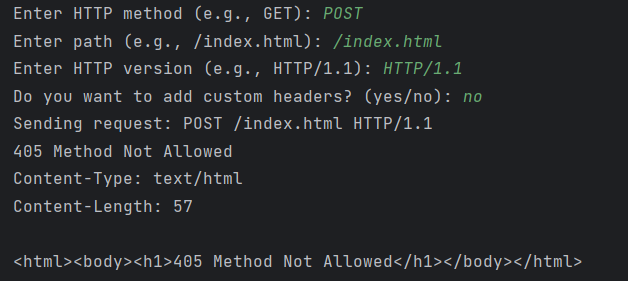 Enter HTTP method (e.g., GET): POST
Enter path (e.g., /index.html): /index.html
Enter HTTP version (e.g., HTTP/1.1): HTTP/1.1
Do you want to add custom headers? (yes/no): no
Sending request: POST /index.html HTTP/1.1
405 Method Not Allowed
Content-Type: text/html
Content-Length: 57
<html><body><h1>405 Method Not Allowed</h1></body></html>